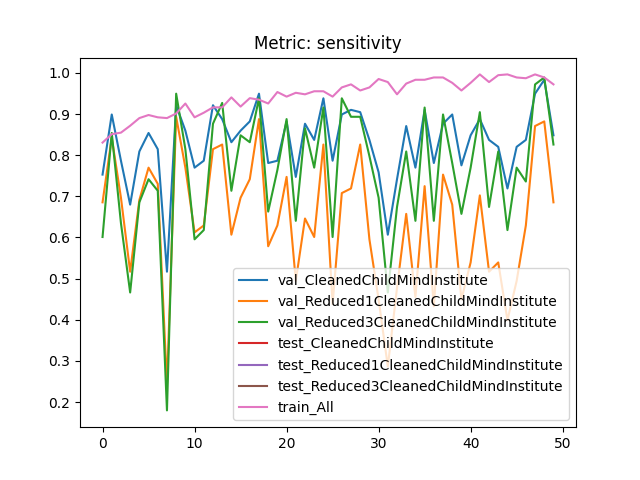 Metric: sensitivity
1.0
0.9
0.8
0.7
0.6
0.5
0.4
0.3
0.2
val_CleanedChildMindInstitute
val_Reduced1CleanedChildMindInstitute
val_Reduced3CleanedChildMindInstitute
test_CleanedChildMindInstitute
test_Reduced1CleanedChildMindInstitute
test_Reduced3CleanedChildMindInstitute
train_All
0 10 20 30 40 50